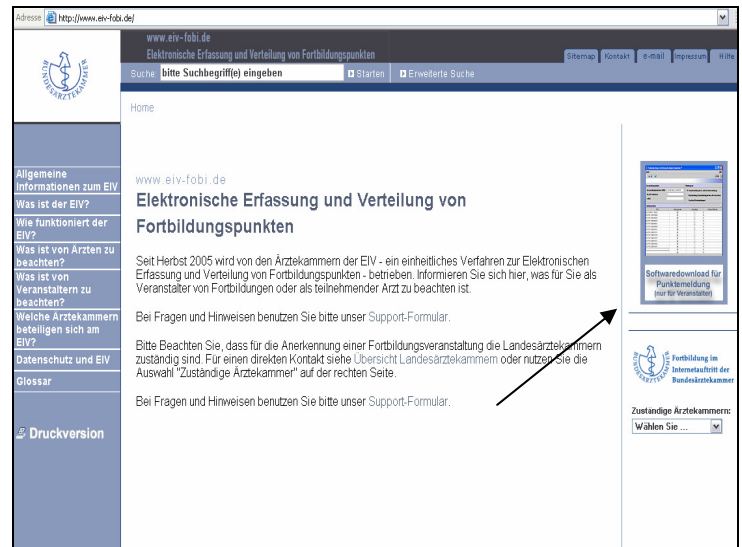 Adresse http://www.eiv-fobi.de/
www.eiv-fobi.de
Elektronische Erfassung und Verteilung von Fortbildungspunkten
Sitemap Kontakt e-mail Impressum Hilfe
Suche: bitte Suchbegriff(e) eingeben Starten Erweiterte Suche
BUNDESÄRZTEKAMMER
Home
Allgemeine
Informationen zum EIV
Was ist der EIV?
Wie funktioniert der
EIV?
Was ist von Ärzten zu
beachten?
Was ist von
Veranstaltern zu
beachten?
Welche Ärztekammern
beteiligen sich am
EIV?
Datenschutz und EIV
Glossar
Druckversion
www.eiv-fobi.de
Elektronische Erfassung und Verteilung von
Fortbildungspunkten
Seit Herbst 2005 wird von den Ärztekammern der EIV - ein einheitliches Verfahren zur Elektronischen
Erfassung und Verteilung von Fortbildungspunkten - betrieben. Informieren Sie sich hier, was für Sie als
Veranstalter von Fortbildungen oder als teilnehmender Arzt zu beachten ist.
Bei Fragen und Hinweisen benutzen Sie bitte unser Support-Formular.
Bitte Beachten Sie, dass für die Anerkennung einer Fortbildungsveranstaltung die Landesärztekammern
zuständig sind. Für einen direkten Kontakt siehe Übersicht Landesärztekammern oder nutzen Sie die
Auswahl "Zuständige Ärztekammer" auf der rechten Seite.
Bei Fragen und Hinweisen benutzen Sie bitte unser Support-Formular.
Softwaredownload für
Punktemeldung
(nur für Veranstalter)
BUNDESÄRZTEKAMMER
Fortbildung im
Internetauftritt der
Bundesärztekammer
Zuständige Ärztekammern:
Wählen Sie ...